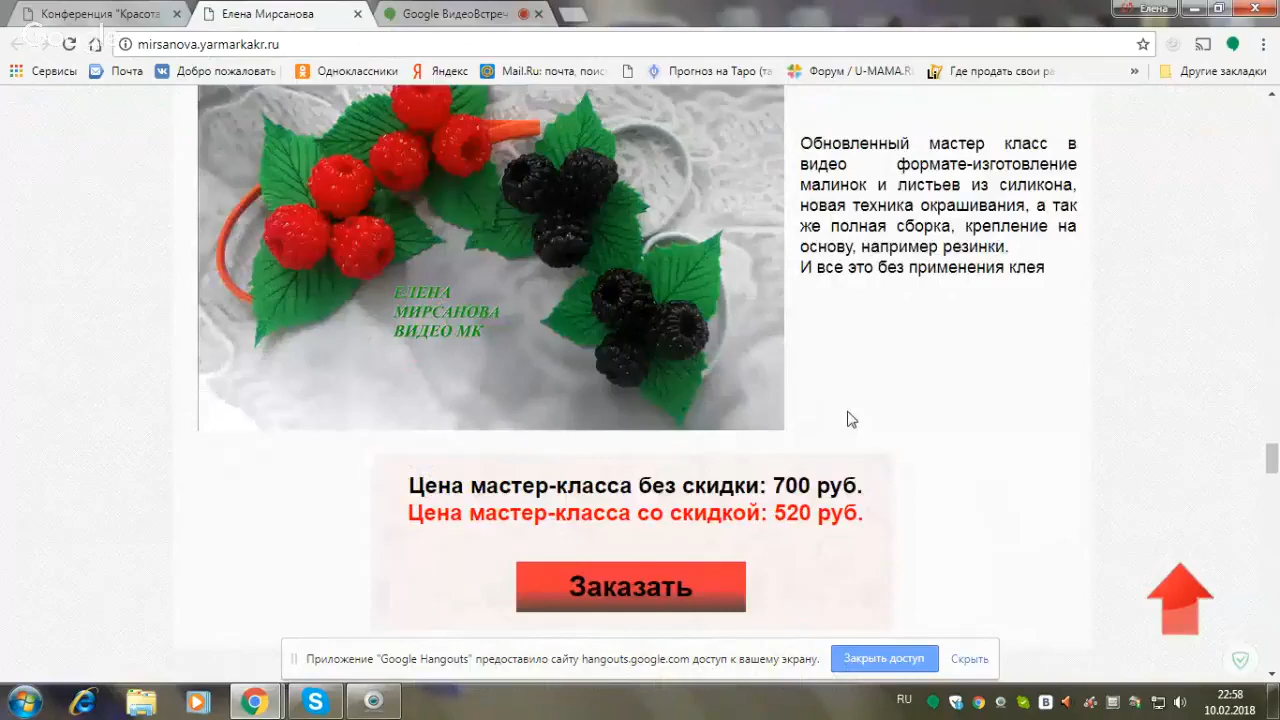 Конференция "Красота
Елена Мирсанова
Google ВидеоВстреч
Елена
mirsanova.yarmarkakr.ru
Сервисы
Почта
Добро пожаловать
Одноклассники
Яндекс
Mail.Ru: почта, поис
Прогноз на Таро (та
Форум / U-MAMA.R
Где продать свои ра
»
Другие закладки
ЕЛЕНА
МИРСАНОВА
ВИДЕО МК
Обновленный мастер класс в
видео формате-изготовление
малинок и листьев из силикона,
новая техника окрашивания, а так
же полная сборка, крепление на
основу, например резинки.
И все это без применения клея
Цена мастер-класса без скидки: 700 руб.
Цена мастер-класса со скидкой: 520 руб.
Заказать
Приложение "Google Hangouts" предоставило сайту hangouts.google.com доступ к вашему экрану.
Закрыть доступ
Скрыть
RU
22:58
10.02.2018